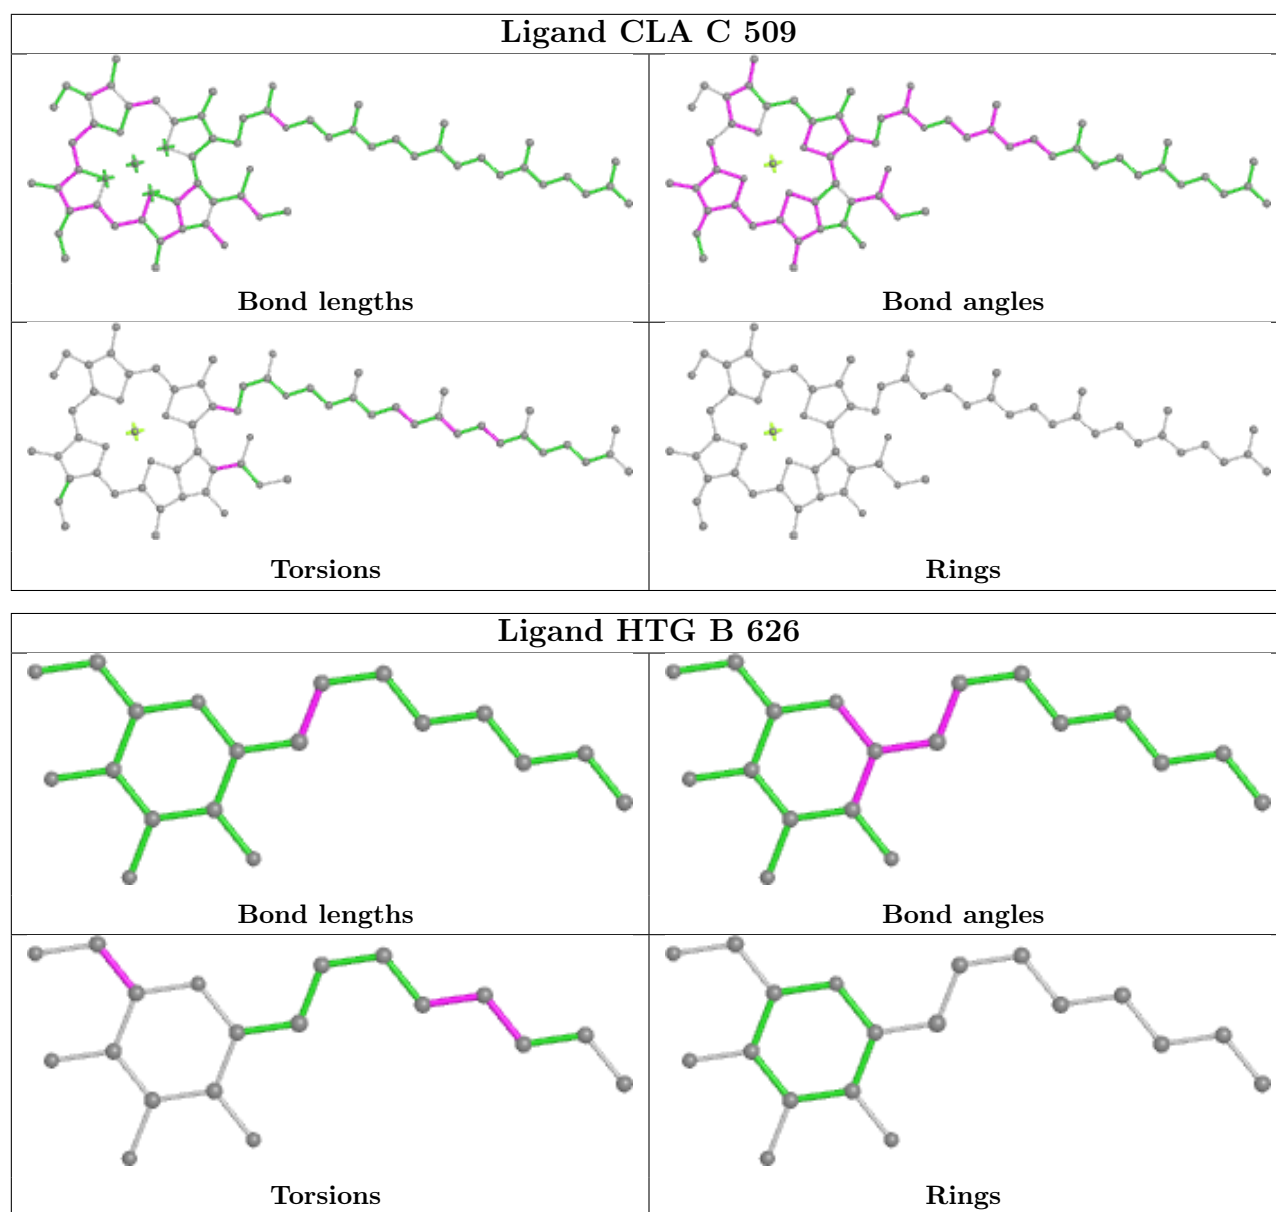 Ligand CLA C 509
Bond lengths
Bond angles
Torsions
Rings
Ligand HTG B 626
Bond lengths
Bond angles
Torsions
Rings